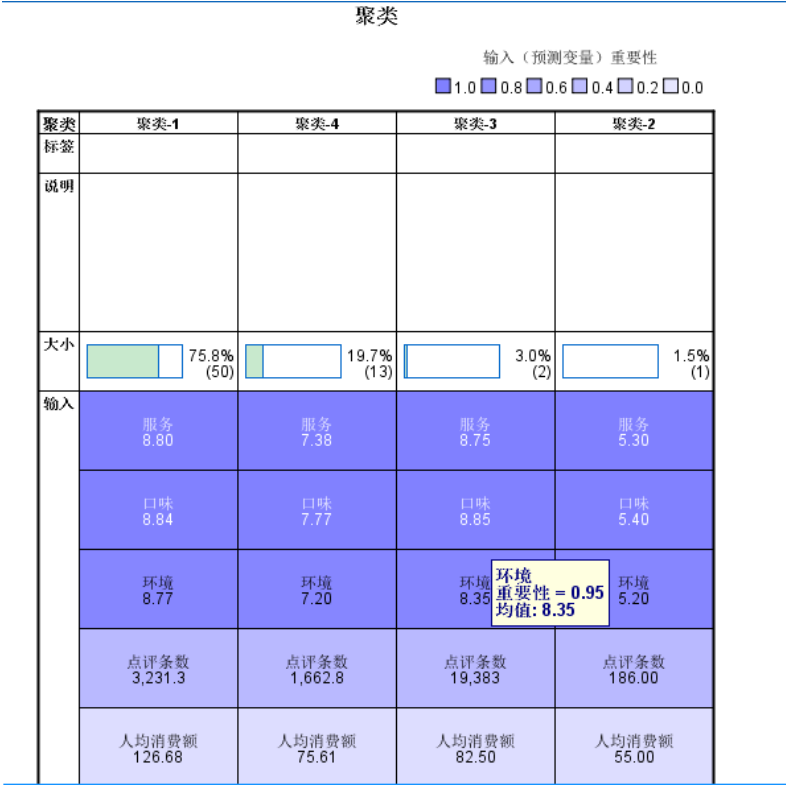 聚类
输入（预测变量）重要性
1.0 0.8 0.6 0.4 0.2 0.0
聚类 聚类-1 聚类-4 聚类-3 聚类-2
标签
说明
大小 75.8% 19.7% 3.0% 1.5%
(50) (13) (2) (1)
输入
服务 服务 服务 服务
8.80 7.38 8.75 5.30
口味 口味 口味 口味
8.84 7.77 8.85 5.40
环境 环境 环境 环境
8.77 7.20 8.35 5.20
环境
重要性 = 0.95
均值: 8.35
点评条数 点评条数 点评条数 点评条数
3,231.3 1,662.8 19,383 186.00
人均消费额 人均消费额 人均消费额 人均消费额
126.68 75.61 82.50 55.00